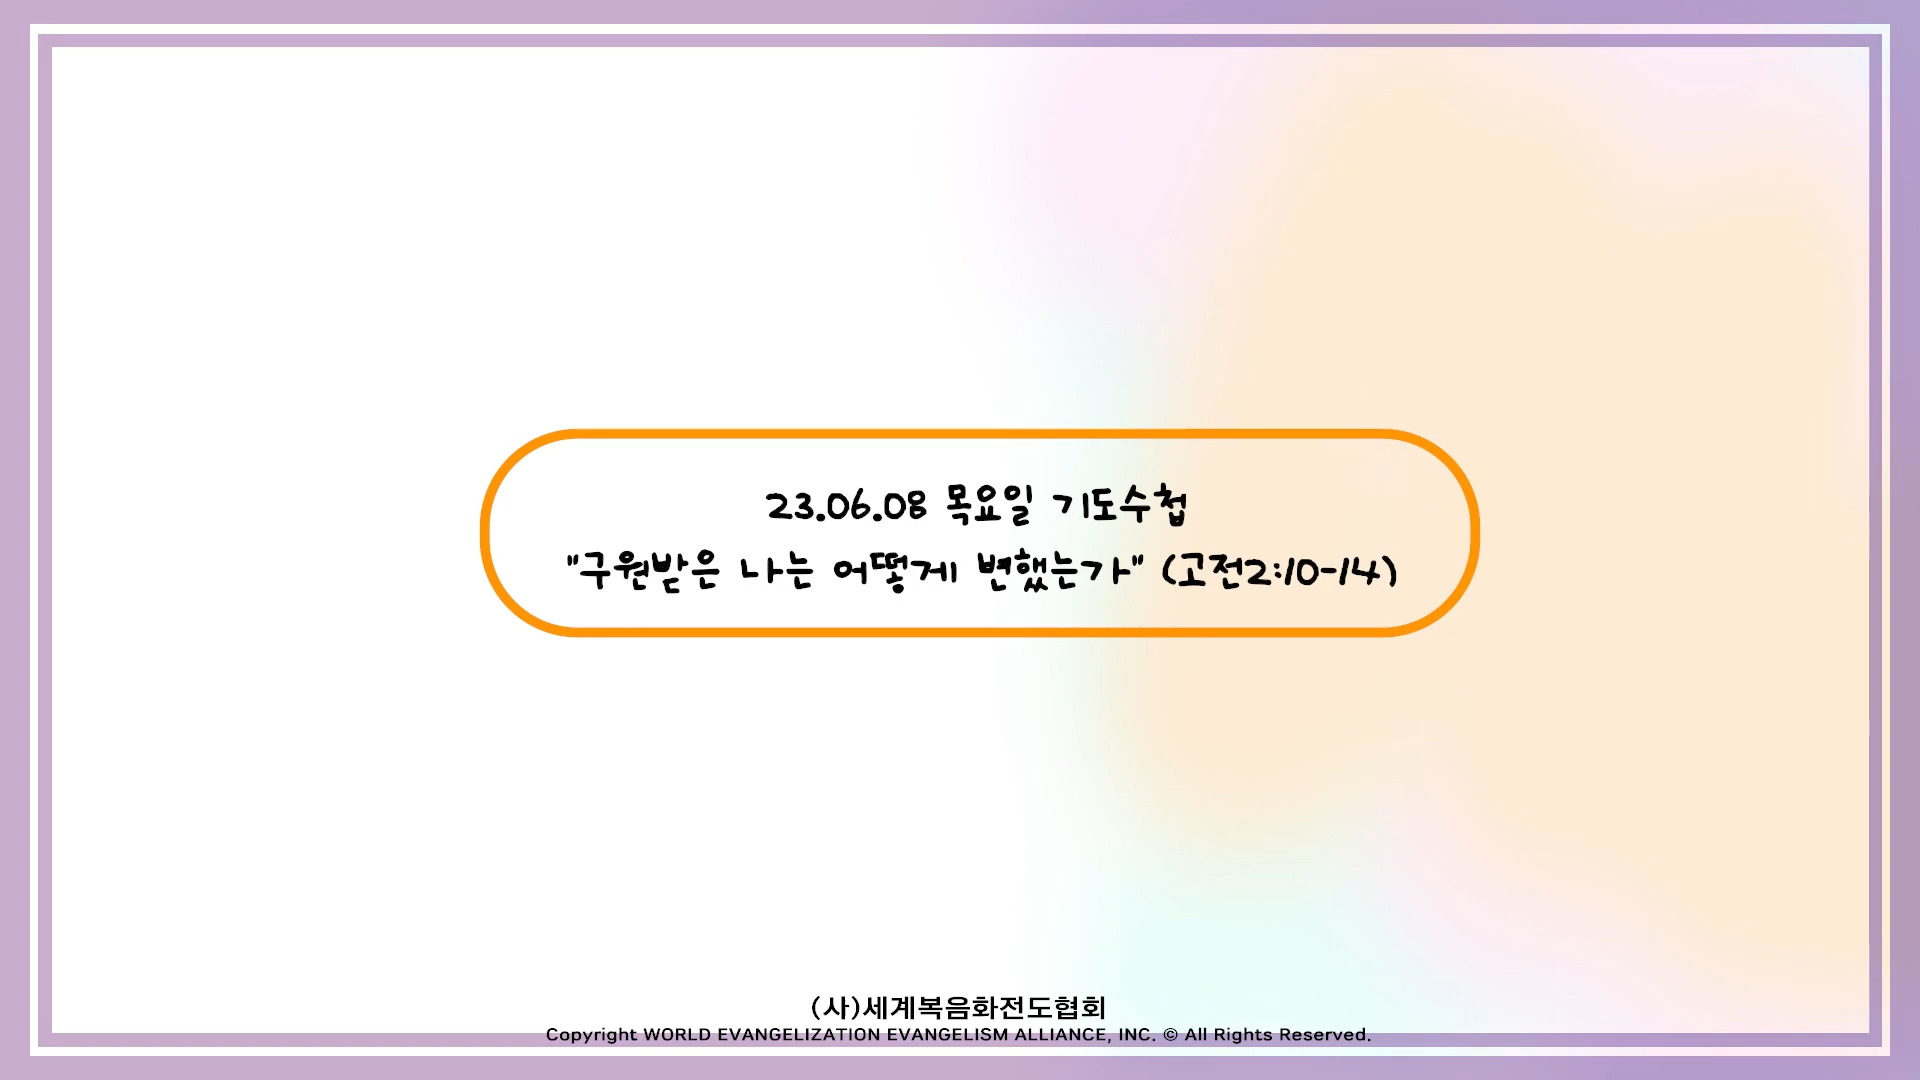 23.06.08 목요일 기도수첩
"구원받은 나는 어떻게 변했는가" (고전2:10-14)
(사)세계복음화전도협회
Copyright WORLD EVANGELIZATION EVANGELISM ALLIANCE, INC. © All Rights Reserved.